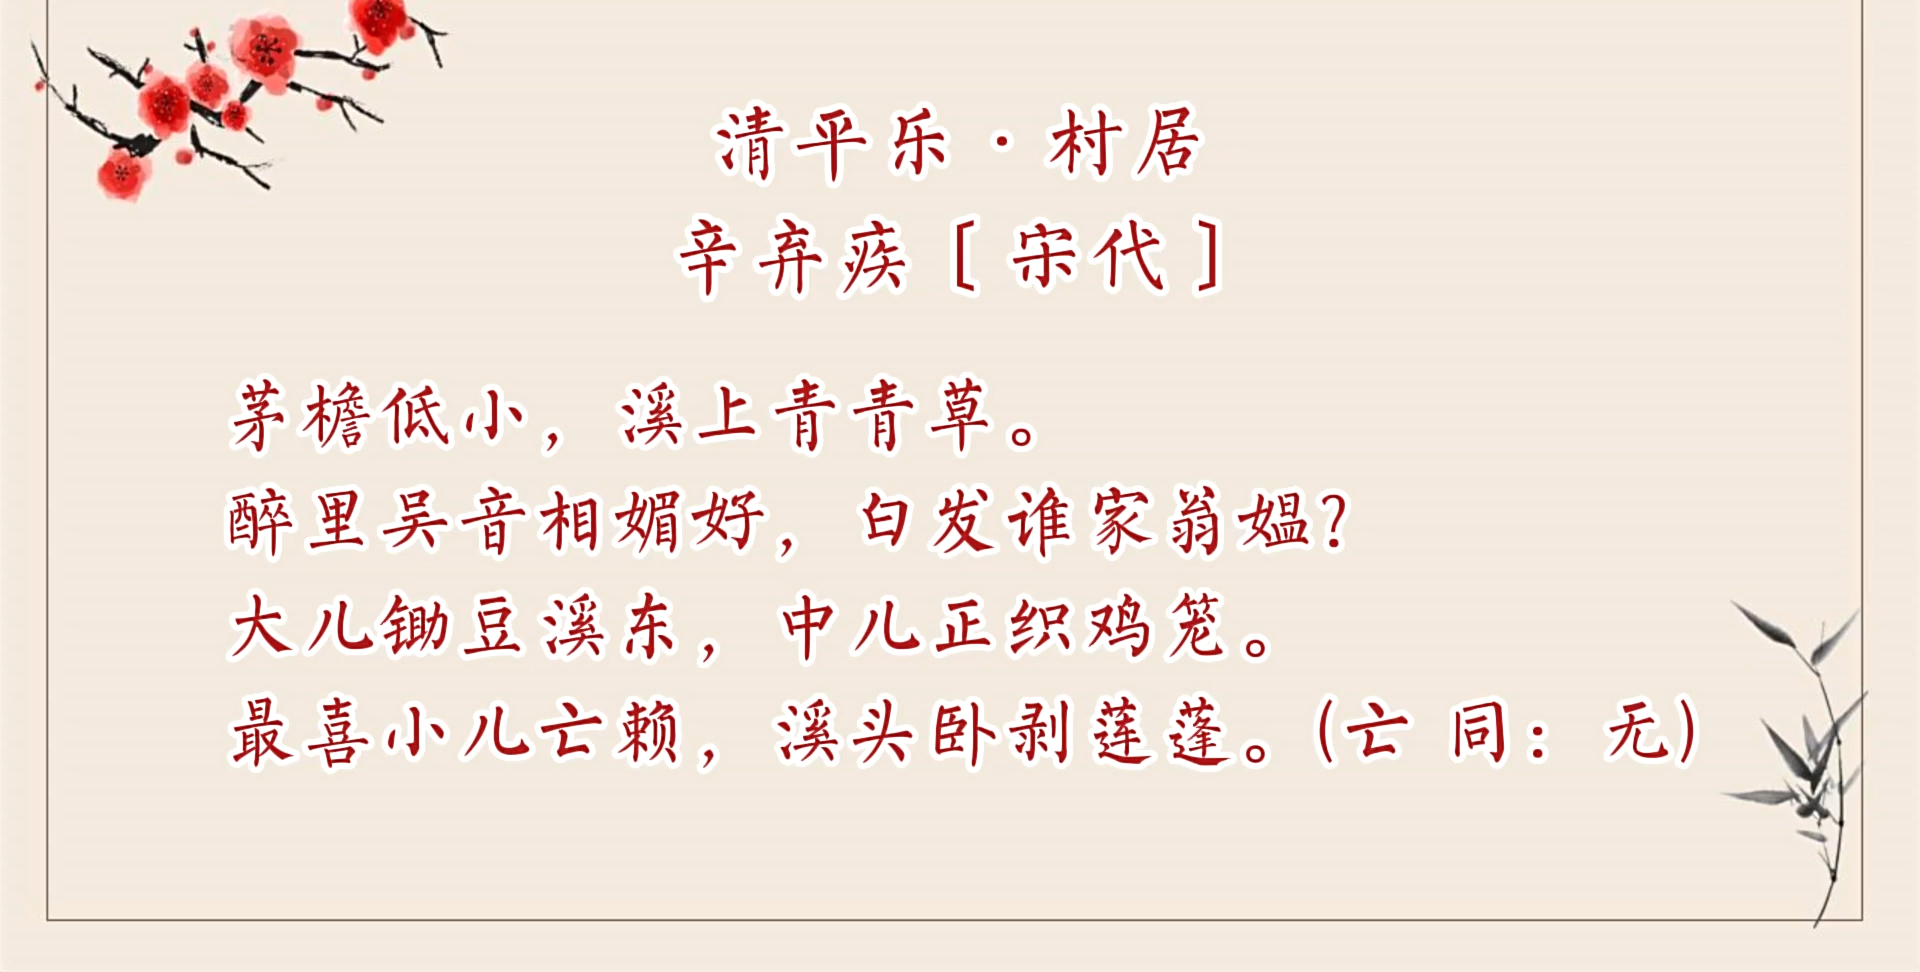 清平乐·村居
辛弃疾［宋代］
茅檐低小，溪上青青草。
醉里吴音相媚好，白发谁家翁媪？
大儿锄豆溪东，中儿正织鸡笼。
最喜小儿亡赖，溪头卧剥莲蓬。（亡 同：无）